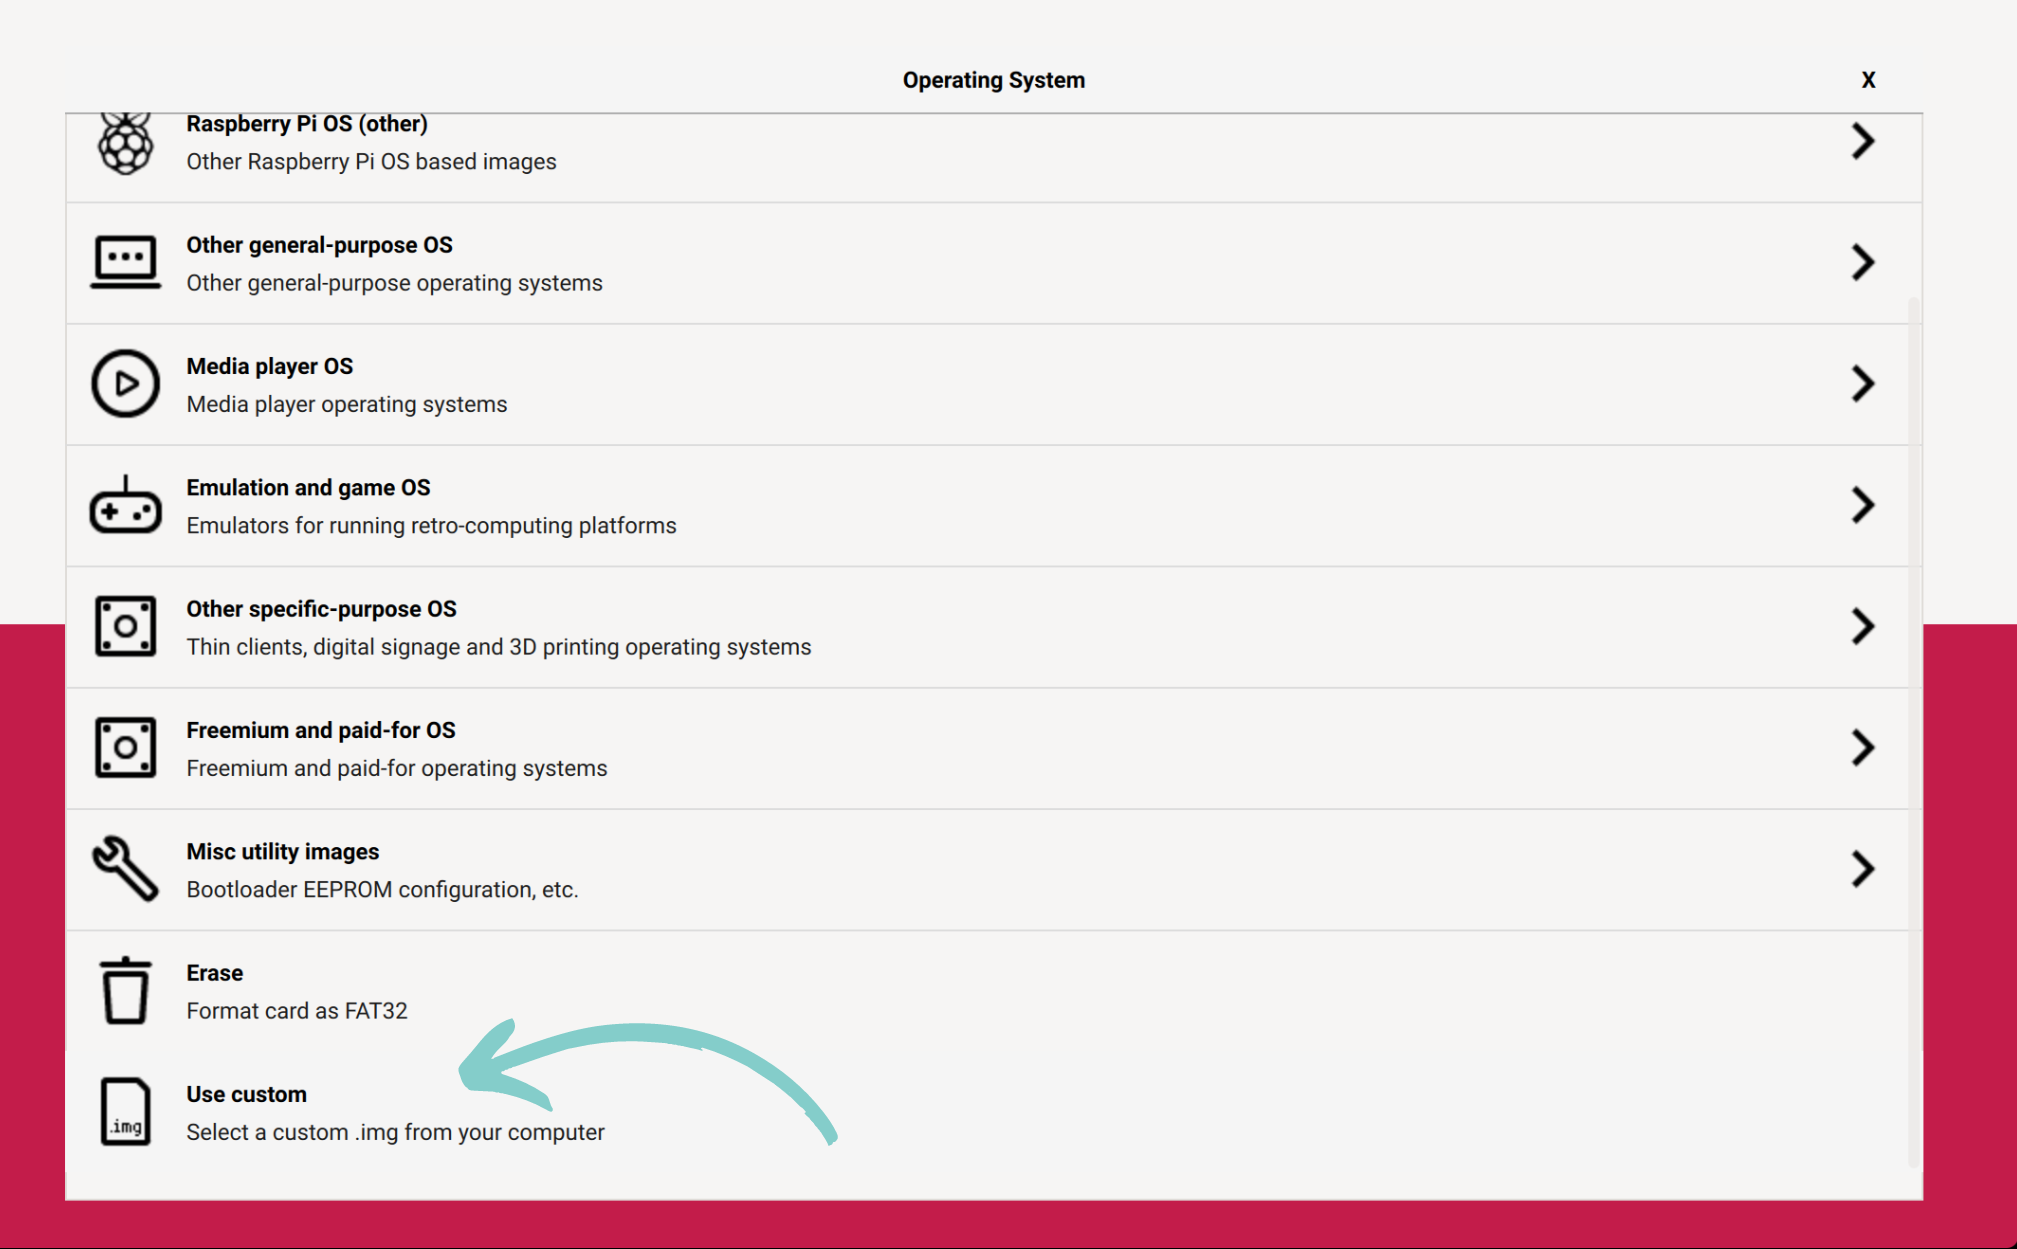 Operating System
X
Raspberry Pi OS (other)
Other Raspberry Pi OS based images
Other general-purpose OS
Other general-purpose operating systems
Media player OS
Media player operating systems
Emulation and game OS
Emulators for running retro-computing platforms
Other specific-purpose OS
Thin clients, digital signage and 3D printing operating systems
Freemium and paid-for OS
Freemium and paid-for operating systems
Misc utility images
Bootloader EEPROM configuration, etc.
Erase
Format card as FAT32
Use custom
.img
Select a custom .img from your computer